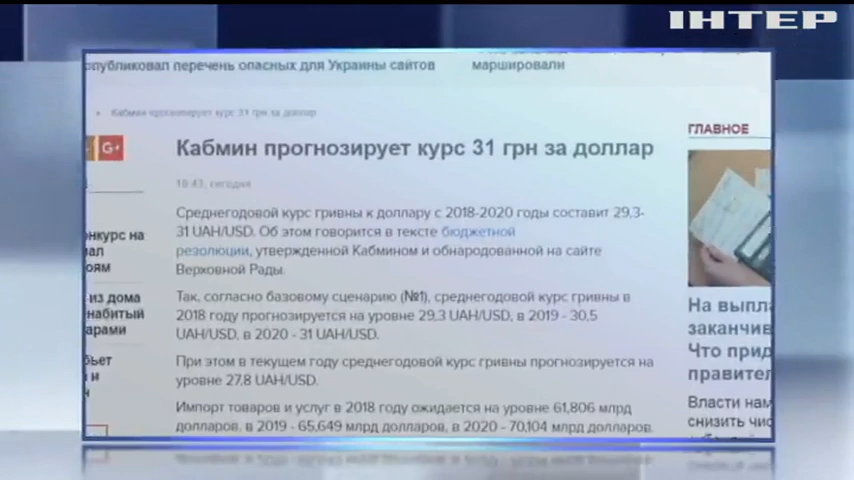 ІНТЕР
опубликовал перечень опасных для Украины сайтов
маршировали
Кабмин прогнозирует курс 31 грн за доллар
G+
ГЛАВНОЕ
Кабмин прогнозирует курс 31 грн за доллар
18:43, сегодня
Среднегодовой курс гривны к доллару с 2018-2020 годы составит 29,3-
31 UAH/USD. Об этом говорится в тексте бюджетной
резолюции, утвержденной Кабмином и обнародованной на сайте
Верховной Рады.
Так, согласно базовому сценарию (№1), среднегодовой курс гривны в
2018 году прогнозируется на уровне 29,3 UAH/USD, в 2019 - 30,5
UAH/USD, в 2020 - 31 UAH/USD.
При этом в текущем году среднегодовой курс гривны прогнозируется на
уровне 27,8 UAH/USD.
Импорт товаров и услуг в 2018 году ожидается на уровне 61,806 млрд
долларов, в 2019 - 65,649 млрд долларов, в 2020 - 70,104 млрд долларов.
онкурс на
ал
оям
из дома
набитый
арами
бьет
и
На выпла
заканчив
Что прид
правител
Власти нам
снизить чис